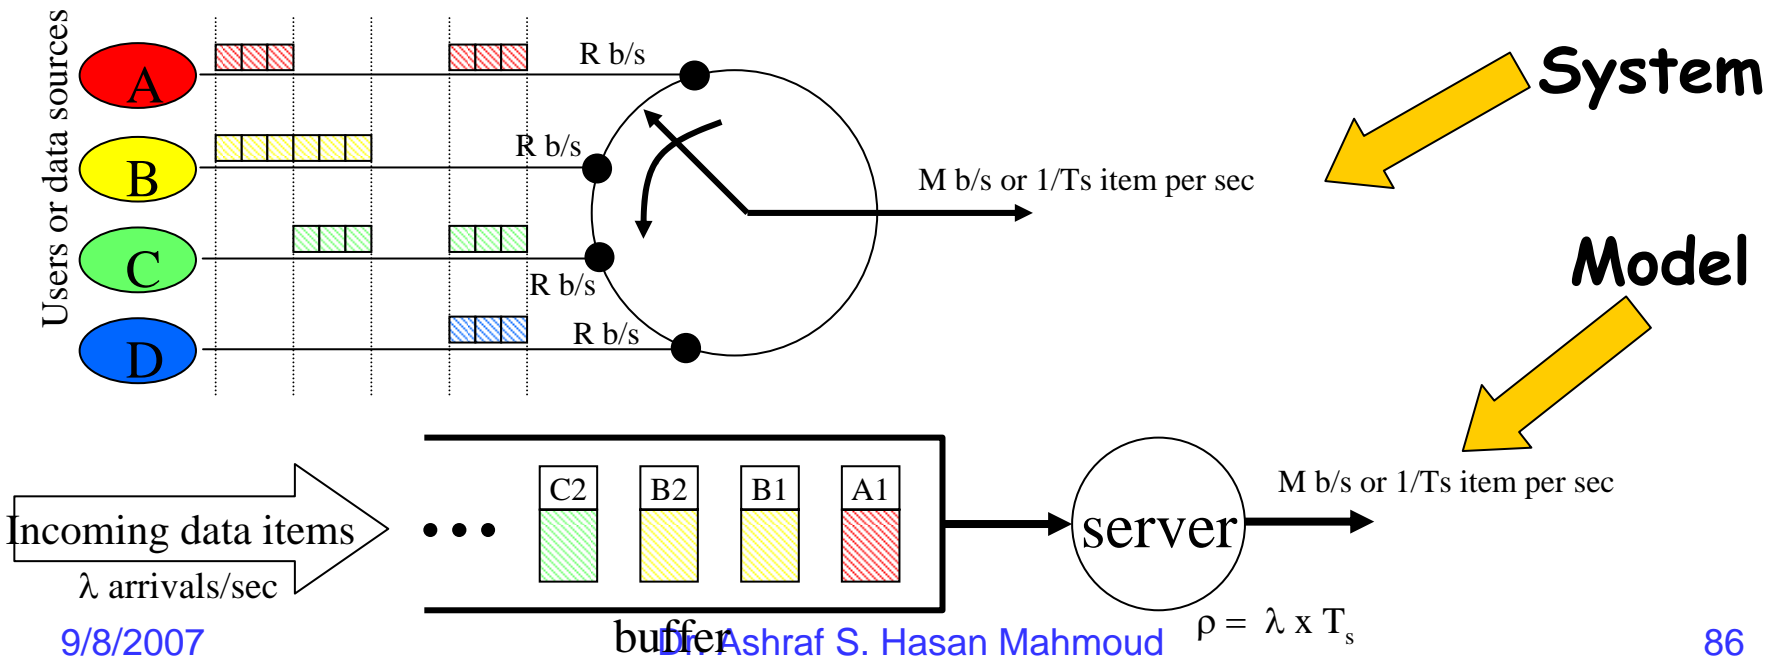 Users or data sources
A
R b/s
System
B
R b/s
M b/s or 1/Ts item per sec
C
R b/s
Model
D
R b/s
Incoming data items
λ arrivals/sec
C2
B2
B1
A1
buffer
server
M b/s or 1/Ts item per sec
ρ = λ x Ts
9/8/2007
Dr. Ashraf S. Hasan Mahmoud
86